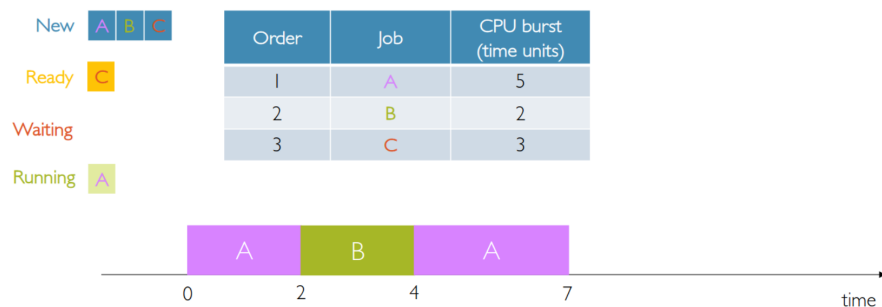 New A B C
Ready C
Waiting
Running A
Order Job CPU burst (time units)
1 A 5
2 B 2
3 C 3
A B A
0 2 4 7 time